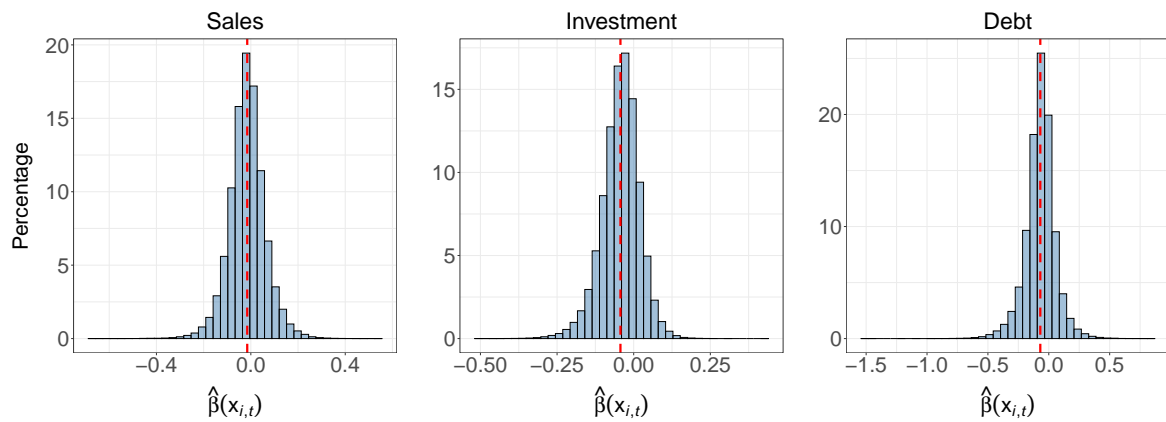 Sales
Investment
Debt
Percentage
20
15
10
5
0
15
10
5
0
20
10
0
−0.4 0.0 0.4
−0.50 −0.25 0.00 0.25
−1.5 −1.0 −0.5 0.0 0.5
β̂(x_{i,t})
β̂(x_{i,t})
β̂(x_{i,t})